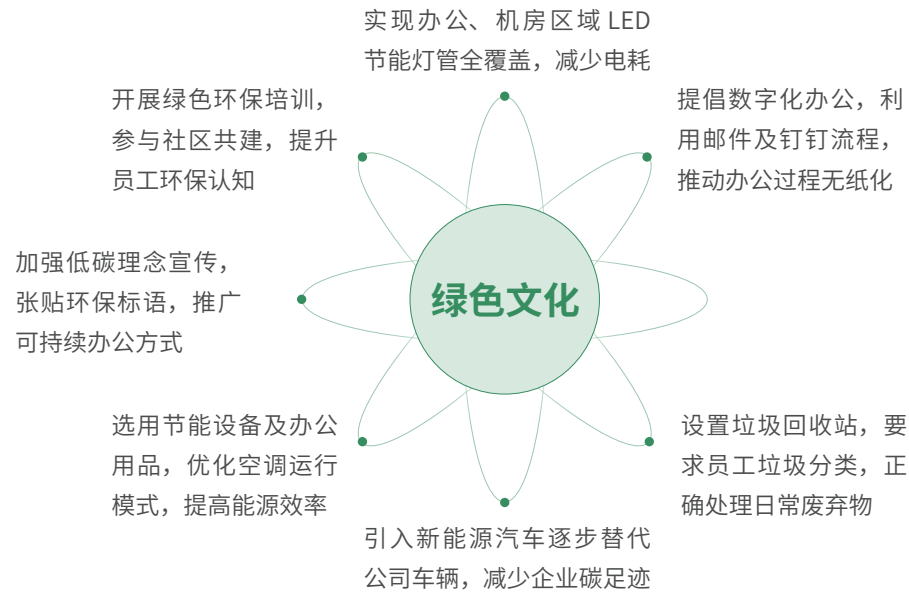 实现办公、机房区域 LED
节能灯管全覆盖，减少电耗
提倡数字化办公，利
用邮件及钉钉流程，
推动办公过程无纸化
开展绿色环保培训，
参与社区共建，提升
员工环保认知
加强低碳理念宣传，
张贴环保标语，推广
可持续办公方式
绿色文化
选用节能设备及办公
用品，优化空调运行
模式，提高能源效率
设置垃圾回收站，要
求员工垃圾分类，正
确处理日常废弃物
引入新能源汽车逐步替代
公司车辆，减少企业碳足迹